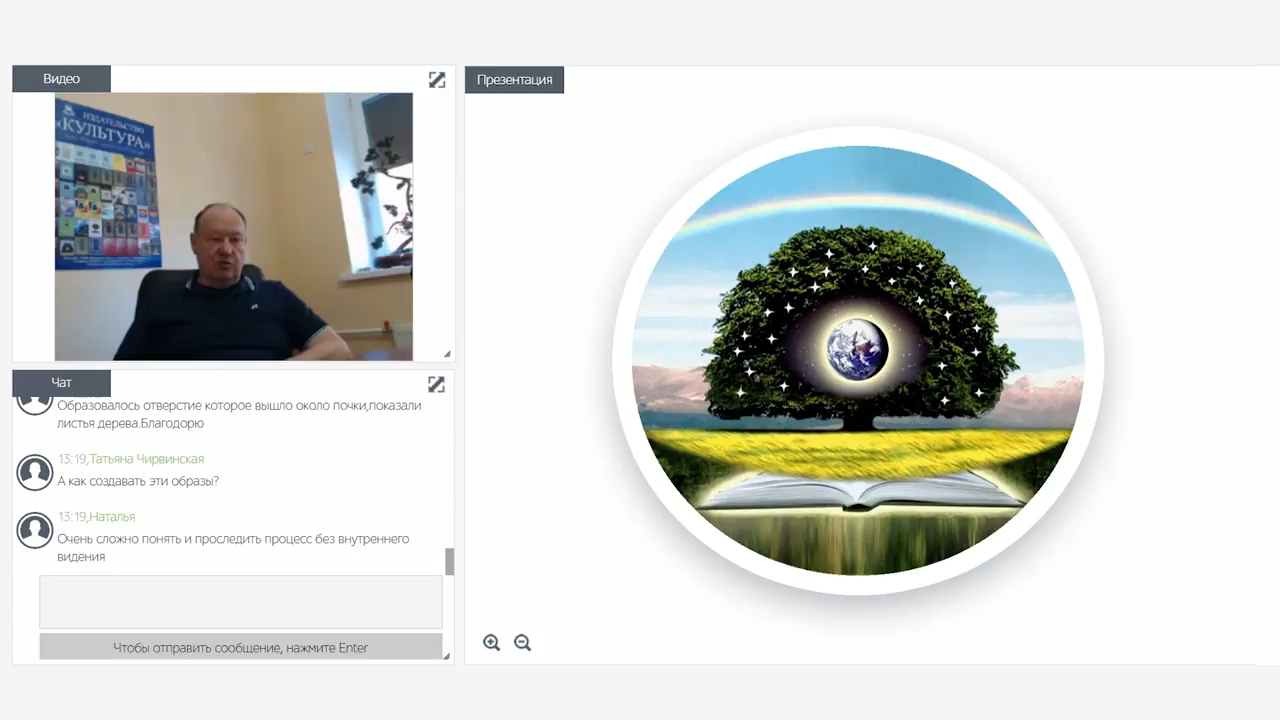 Видео
ИЗДАТЕЛЬСТВО
«КУЛЬТУРА»
Презентация
Чат
Образовалось отверстие которое вышло около почки,показали
листья дерева.Благодорю
13:19,Татьяна Чирвинская
А как создавать эти образы?
13:19,Наталья
Очень сложно понять и проследить процесс без внутреннего
видения
Чтобы отправить сообщение, нажмите Enter